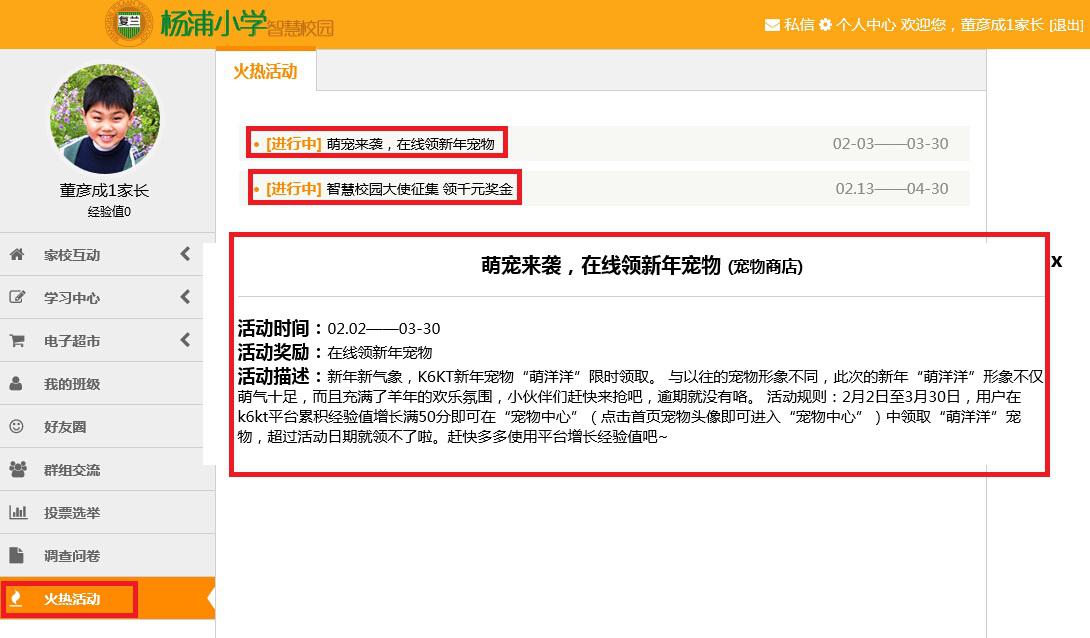 复兰
杨浦小学智慧校园
私信 个人中心 欢迎您，董彦成1家长 [退出]
火热活动
• [进行中] 萌宠来袭，在线领新年宠物 02-03——03-30
• [进行中] 智慧校园大使征集 领千元奖金 02.13——04-30
董彦成1家长
经验值0
家校互动
学习中心
电子超市
我的班级
好友圈
群组交流
投票选举
调查问卷
火热活动
x
萌宠来袭，在线领新年宠物 (宠物商店)
活动时间：02.02——03-30
活动奖励：在线领新年宠物
活动描述：新年新气象，K6KT新年宠物“萌洋洋”限时领取。 与以往的宠物形象不同，此次的新年“萌洋洋”形象不仅
萌气十足，而且充满了羊年的欢乐氛围，小伙伴们赶快来抢吧，逾期就没有咯。 活动规则：2月2日至3月30日，用户在
k6kt平台累积经验值增长满50分即可在“宠物中心”（点击首页宠物头像即可进入“宠物中心”）中领取“萌洋洋”宠
物，超过活动日期就领不了啦。赶快多多使用平台增长经验值吧~